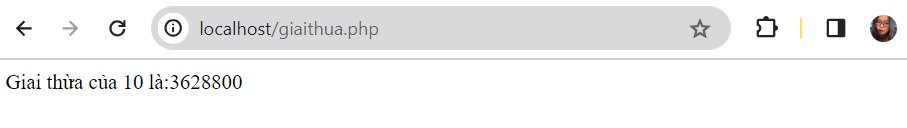 localhost/giaithua.php
Giai thừa của 10 là:3628800